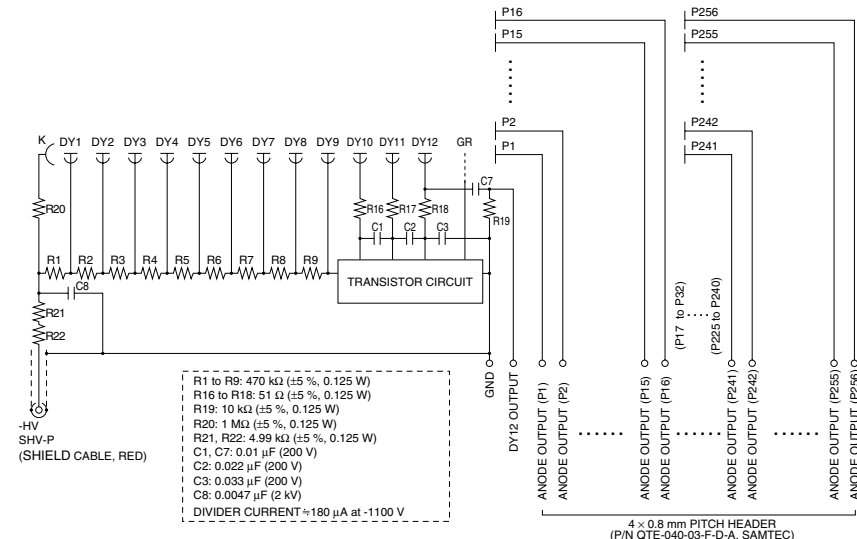 P16
P256
P15
P255
P2
P242
P1
P241
K DY1 DY2 DY3 DY4 DY5 DY6 DY7 DY8 DY9 DY10 DY11 DY12 GR
C7
R20
R16 R17 R18
R19
C1 C2 C3
R1 R2 R3 R4 R5 R6 R7 R8 R9
TRANSISTOR CIRCUIT
C8
R21
R22
-HV
SHV-P
(SHIELD CABLE, RED)
R1 to R9: 470 kΩ (±5 %, 0.125 W)
R16 to R18: 51 Ω (±5 %, 0.125 W)
R19: 10 kΩ (±5 %, 0.125 W)
R20: 1 MΩ (±5 %, 0.125 W)
R21, R22: 4.99 kΩ (±5 %, 0.125 W)
C1, C7: 0.01 μF (200 V)
C2: 0.022 μF (200 V)
C3: 0.033 μF (200 V)
C8: 0.0047 μF (2 kV)
DIVIDER CURRENT ≒ 180 μA at -1100 V
GND
DY12 OUTPUT
ANODE OUTPUT (P1)
ANODE OUTPUT (P2)
ANODE OUTPUT (P15)
ANODE OUTPUT (P16)
(P17 to P32)
(P225 to P240)
ANODE OUTPUT (P241)
ANODE OUTPUT (P242)
ANODE OUTPUT (P255)
ANODE OUTPUT (P256)
4 × 0.8 mm PITCH HEADER
(P/N QTE-040-03-F-D-A, SAMTEC)